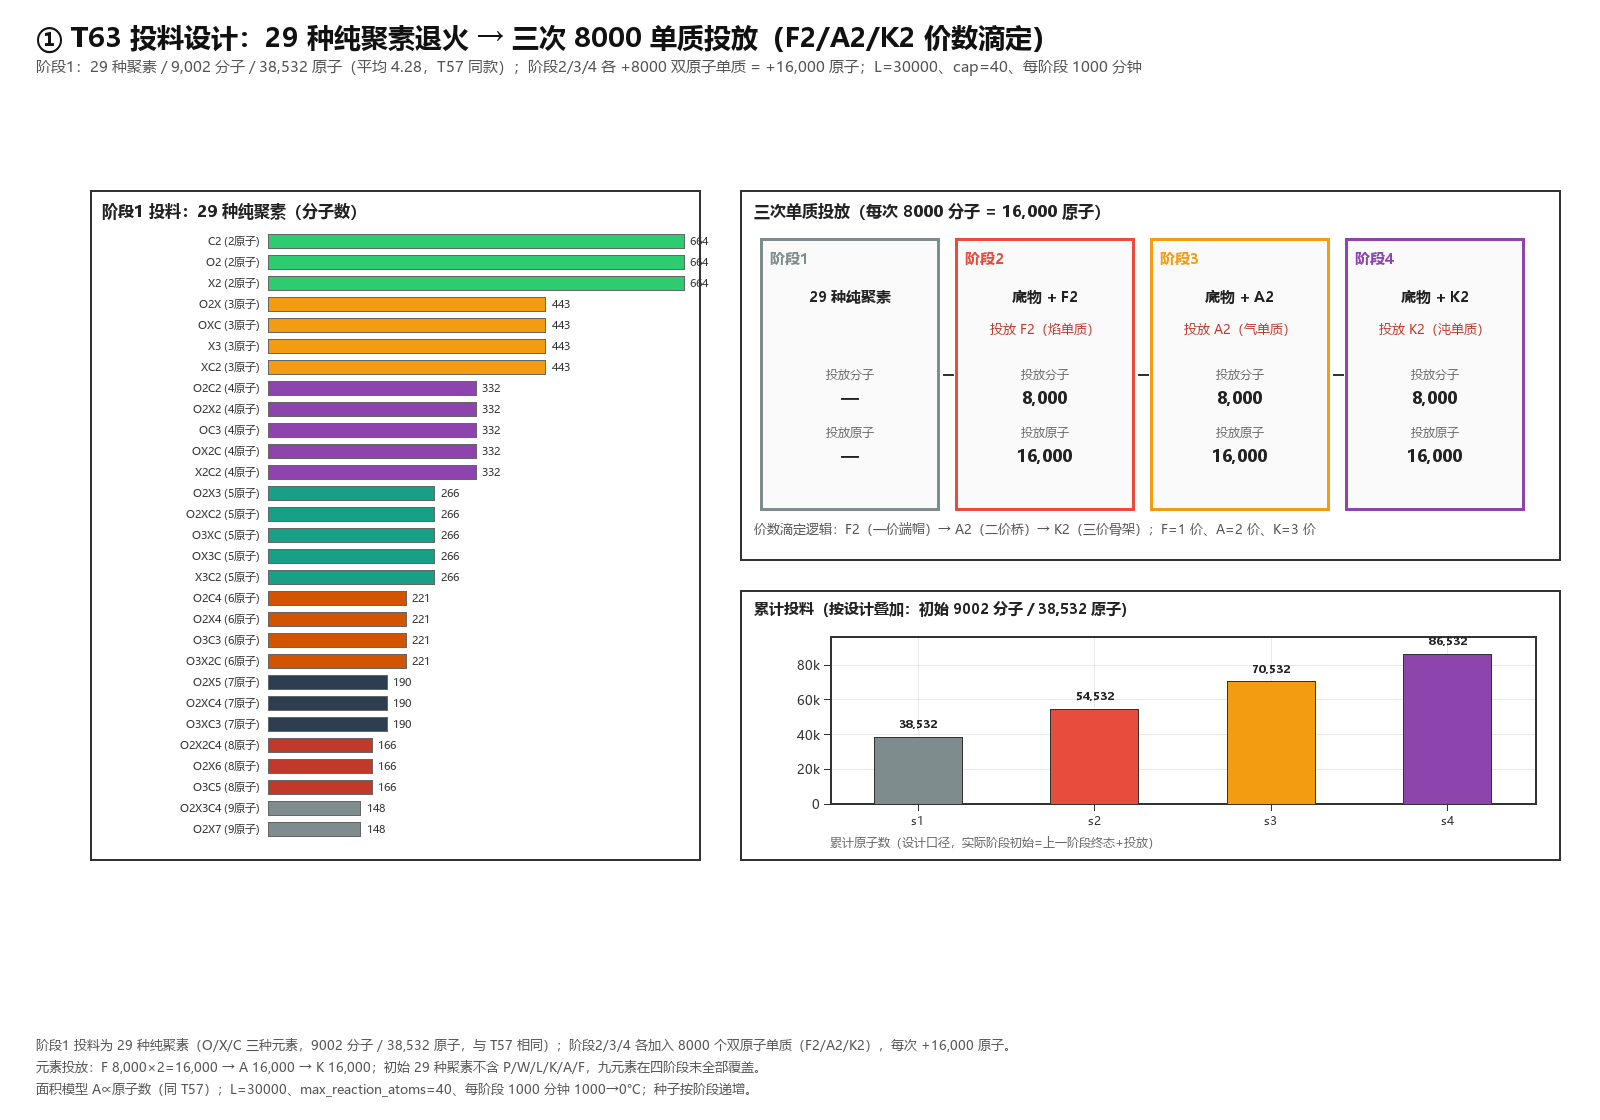 ① T63 投料设计：29 种纯聚素退火 → 三次 8000 单质投放（F2/A2/K2 价数滴定）
阶段1：29 种聚素 / 9,002 分子 / 38,532 原子（平均 4.28，T57 同款）；阶段2/3/4 各 +8000 双原子单质 = +16,000 原子；L=30000、cap=40、每阶段 1000 分钟
阶段1 投料：29 种纯聚素（分子数）
C2 (2原子) 664
O2 (2原子) 664
X2 (2原子) 664
O2X (3原子) 443
OXC (3原子) 443
X3 (3原子) 443
XC2 (3原子) 443
O2C2 (4原子) 332
O2X2 (4原子) 332
OC3 (4原子) 332
OX2C (4原子) 332
X2C2 (4原子) 332
O2X3 (5原子) 266
O2XC2 (5原子) 266
O3XC (5原子) 266
OX3C (5原子) 266
X3C2 (5原子) 266
O2C4 (6原子) 221
O2X4 (6原子) 221
O3C3 (6原子) 221
O3X2C (6原子) 221
O2X5 (7原子) 190
O2XC4 (7原子) 190
O3XC3 (7原子) 190
O2X2C4 (8原子) 166
O2X6 (8原子) 166
O3C5 (8原子) 166
O2X3C4 (9原子) 148
O2X7 (9原子) 148
三次单质投放（每次 8000 分子 = 16,000 原子）
阶段1
29 种纯聚素
投放分子
—
投放原子
—
阶段2
底物 + F2
投放 F2（焰单质）
投放分子
8,000
投放原子
16,000
阶段3
底物 + A2
投放 A2（气单质）
投放分子
8,000
投放原子
16,000
阶段4
底物 + K2
投放 K2（沌单质）
投放分子
8,000
投放原子
16,000
价数滴定逻辑：F2（一价端帽）→ A2（二价桥）→ K2（三价骨架）；F=1 价、A=2 价、K=3 价
累计投料（按设计叠加：初始 9002 分子 / 38,532 原子）
80k
60k
40k
20k
0
38,532
54,532
70,532
86,532
s1 s2 s3 s4
累计原子数（设计口径，实际阶段初始=上一阶段终态+投放）
阶段1 投料为 29 种纯聚素（O/X/C 三种元素，9002 分子 / 38,532 原子，与 T57 相同）；阶段2/3/4 各加入 8000 个双原子单质（F2/A2/K2），每次 +16,000 原子。
元素投放：F 8,000×2=16,000 → A 16,000 → K 16,000；初始 29 种聚素不含 P/W/L/K/A/F，九元素在四阶段末全部覆盖。
面积模型 A∝原子数（同 T57）；L=30000、max_reaction_atoms=40、每阶段 1000 分钟 1000→0°C；种子按阶段递增。